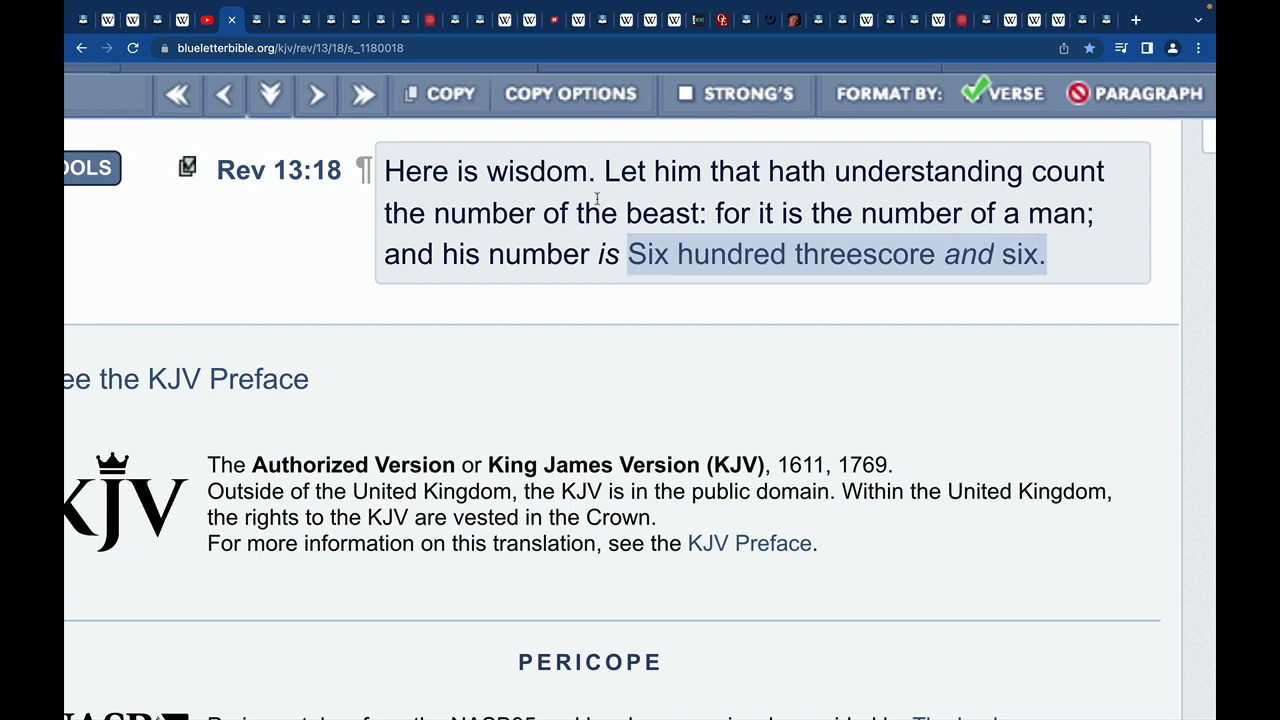 blueletterbible.org/kjv/rev/13/18/s_1180018
COPY COPY OPTIONS STRONG'S FORMAT BY: VERSE PARAGRAPH
OOLS Rev 13:18 ¶ Here is wisdom. Let him that hath understanding count
the number of the beast: for it is the number of a man;
and his number is Six hundred threescore and six.
ee the KJV Preface
KJV
The Authorized Version or King James Version (KJV), 1611, 1769.
Outside of the United Kingdom, the KJV is in the public domain. Within the United Kingdom,
the rights to the KJV are vested in the Crown.
For more information on this translation, see the KJV Preface.
PERICOPE